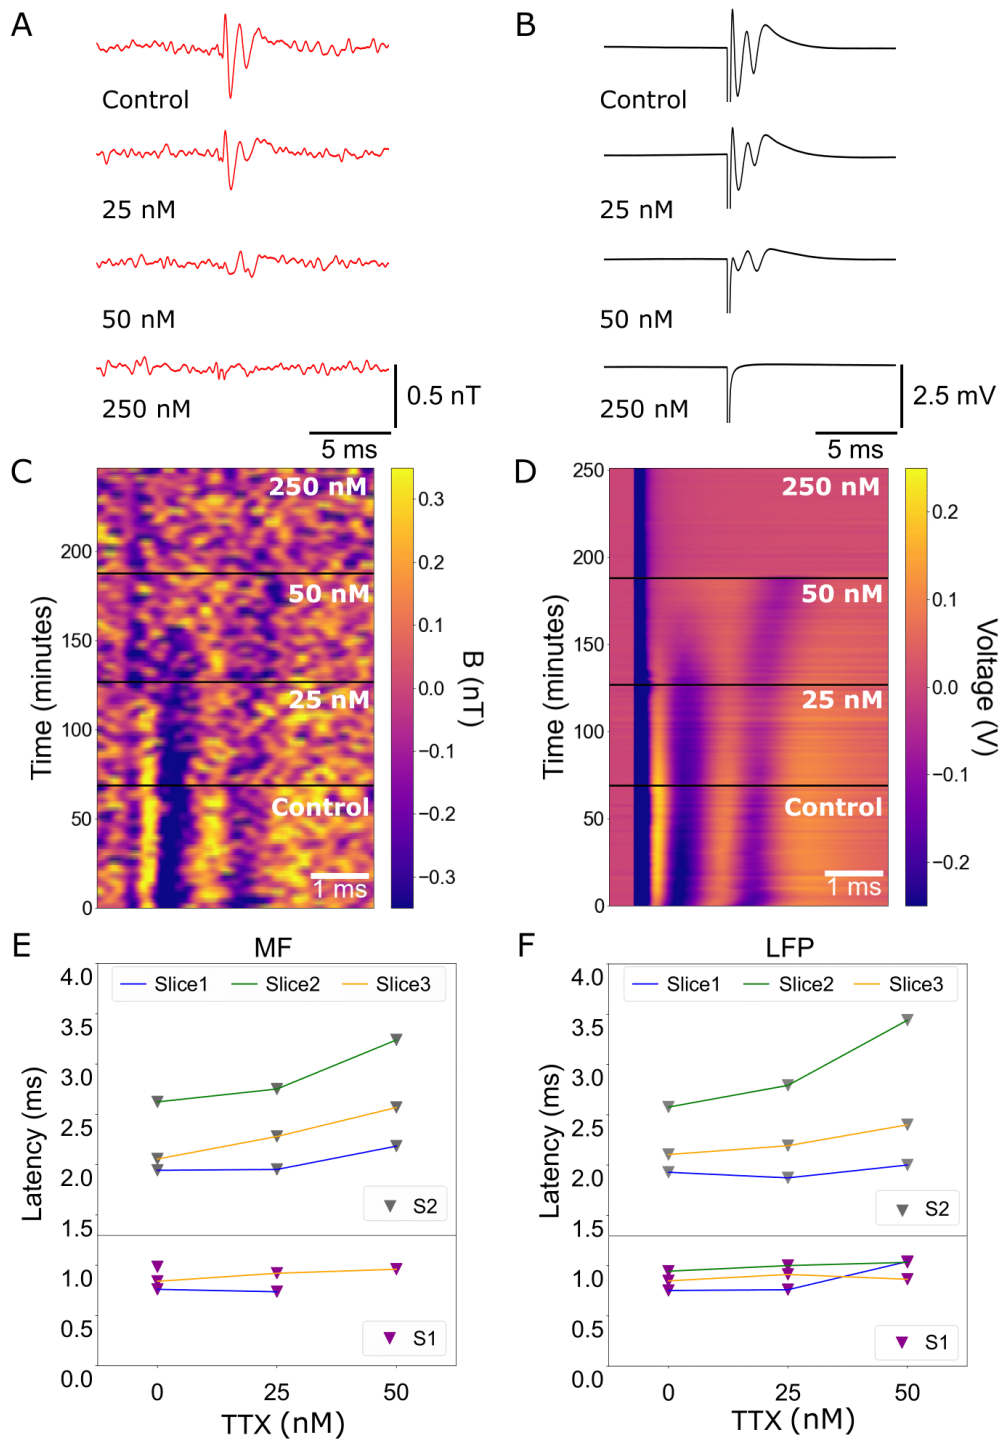 A
B
Control
Control
25 nM
25 nM
50 nM
50 nM
250 nM
0.5 nT
250 nM
2.5 mV
5 ms
5 ms
C
D
250 nM
50 nM
25 nM
Control
1 ms
200
150
100
50
0
Time (minutes)
0.3
0.2
0.1
0.0
−0.1
−0.2
−0.3
B (nT)
250 nM
50 nM
25 nM
Control
1 ms
250
200
150
100
50
0
Time (minutes)
0.2
0.1
0.0
−0.1
−0.2
Voltage (V)
E
MF
Slice1 Slice2 Slice3
4.0
3.5
3.0
2.5
2.0
1.5
1.0
0.5
0.0
Latency (ms)
S2
S1
0 25 50
TTX (nM)
F
LFP
Slice1 Slice2 Slice3
4.0
3.5
3.0
2.5
2.0
1.5
1.0
0.5
0.0
Latency (ms)
S2
S1
0 25 50
TTX (nM)